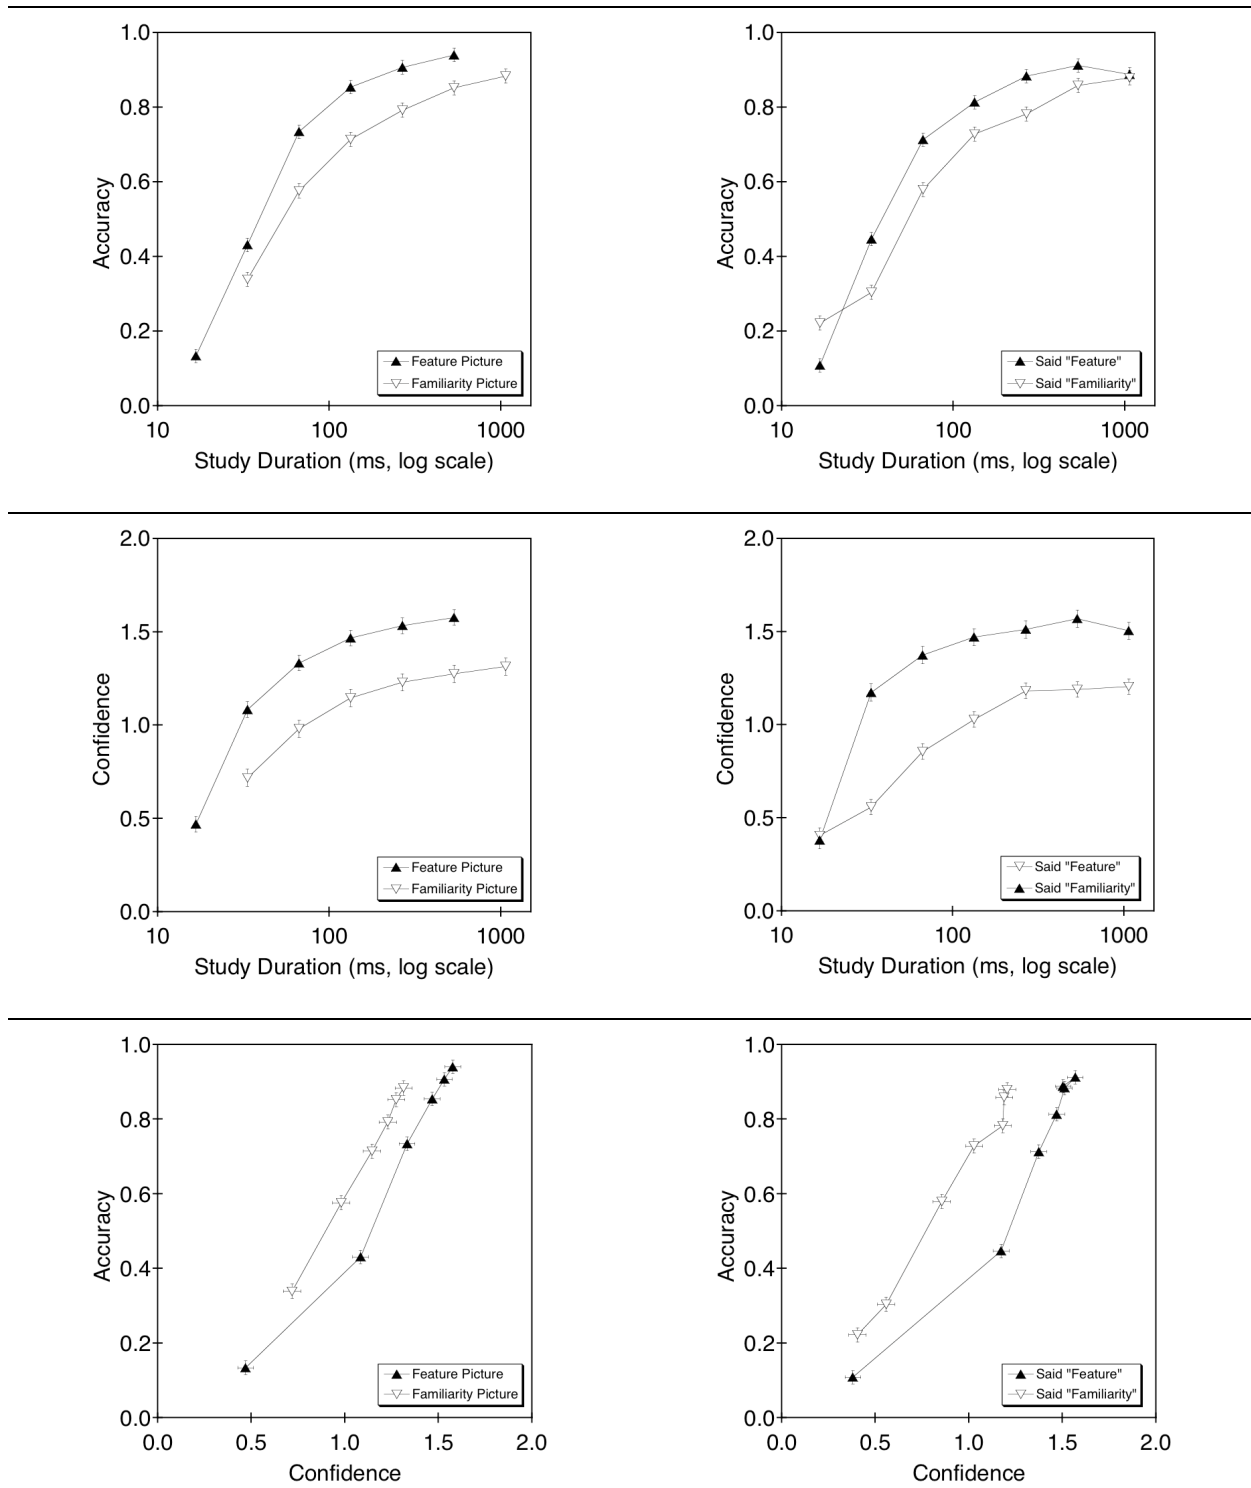 1.0
0.8
0.6
0.4
0.2
0.0
Accuracy
10 100 1000
Study Duration (ms, log scale)
Feature Picture
Familiarity Picture
1.0
0.8
0.6
0.4
0.2
0.0
Accuracy
10 100 1000
Study Duration (ms, log scale)
Said "Feature"
Said "Familiarity"
2.0
1.5
1.0
0.5
0.0
Confidence
10 100 1000
Study Duration (ms, log scale)
Feature Picture
Familiarity Picture
2.0
1.5
1.0
0.5
0.0
Confidence
10 100 1000
Study Duration (ms, log scale)
Said "Feature"
Said "Familiarity"
1.0
0.8
0.6
0.4
0.2
0.0
Accuracy
0.0 0.5 1.0 1.5 2.0
Confidence
Feature Picture
Familiarity Picture
1.0
0.8
0.6
0.4
0.2
0.0
Accuracy
0.0 0.5 1.0 1.5 2.0
Confidence
Said "Feature"
Said "Familiarity"